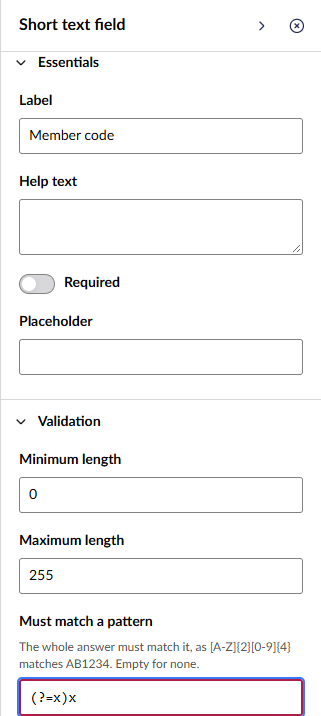 Short text field
Essentials
Label
Member code
Help text
Required
Placeholder
Validation
Minimum length
0
Maximum length
255
Must match a pattern
The whole answer must match it, as [A-Z]{2}[0-9]{4}
matches AB1234. Empty for none.
(?=x)x